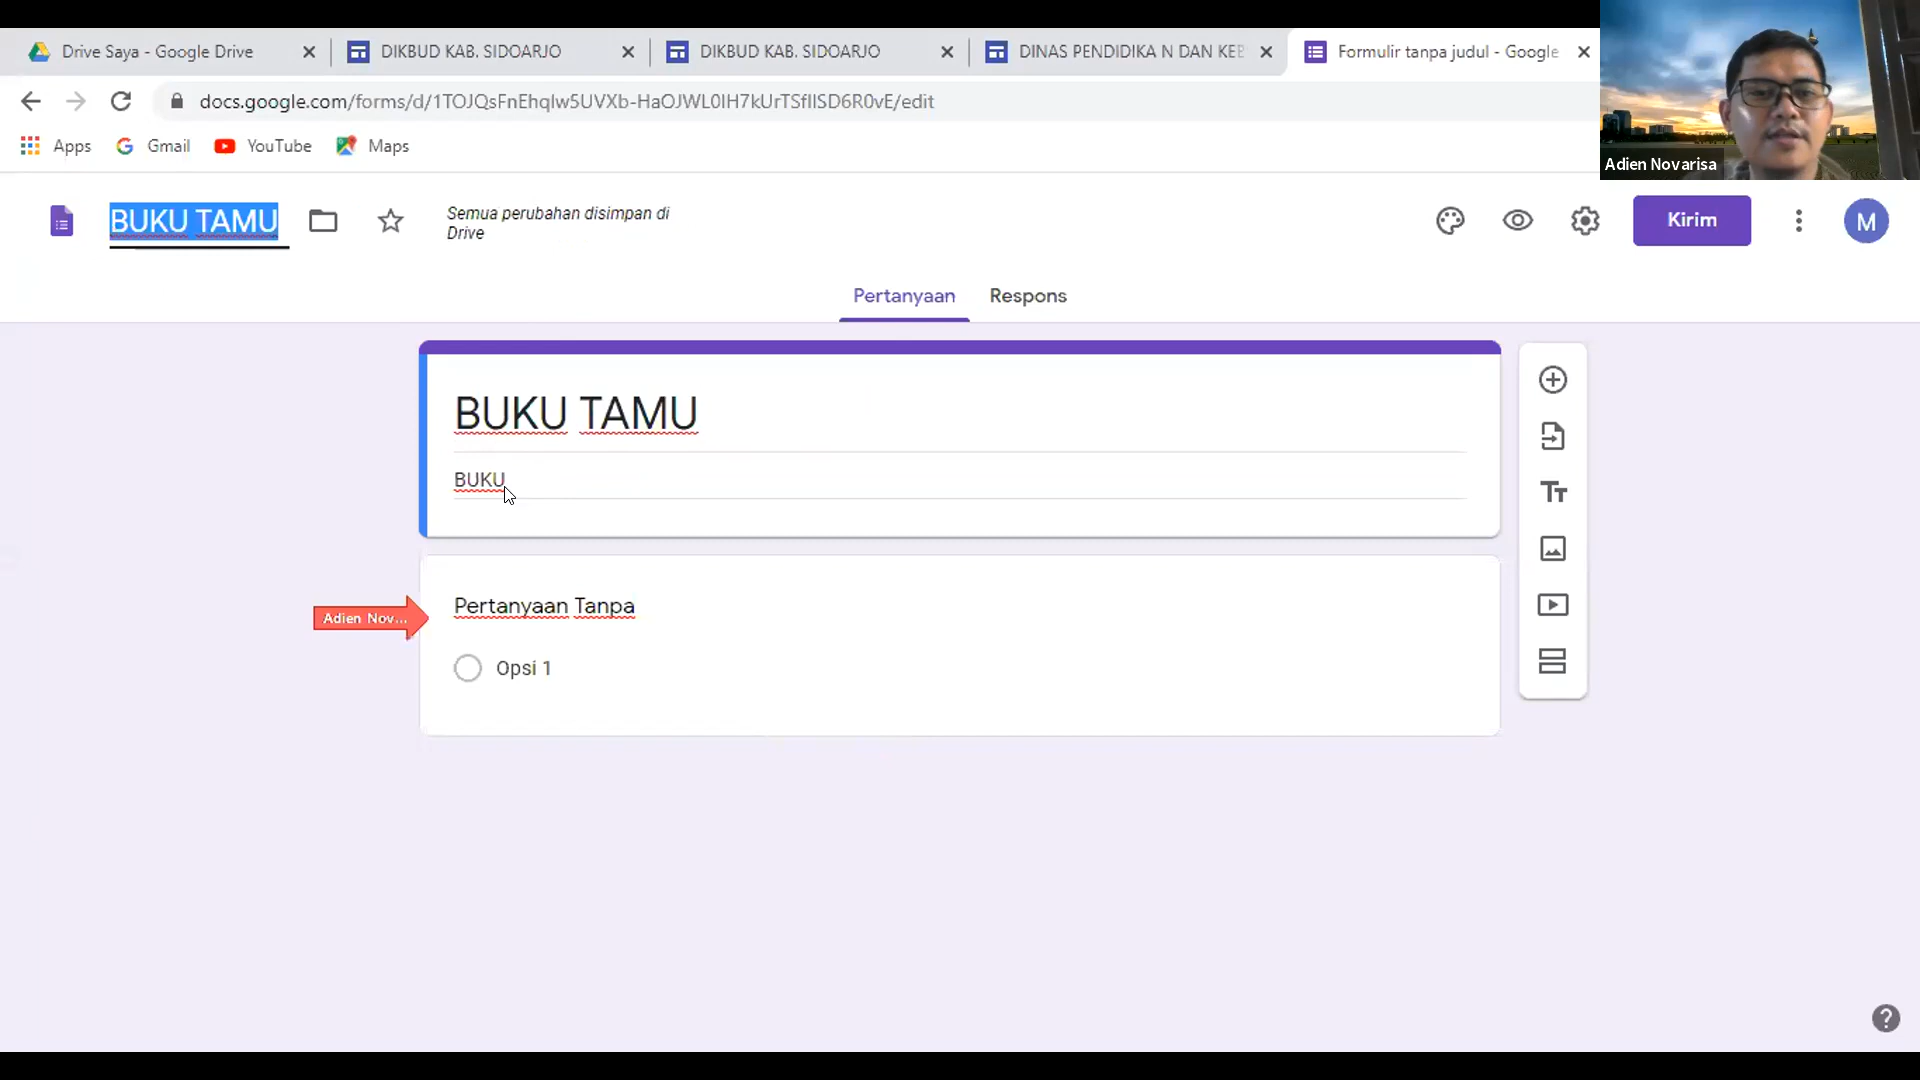 Drive Saya - Google Drive
DIKBUD KAB. SIDOARJO
DIKBUD KAB. SIDOARJO
DINAS PENDIDIKA N DAN KEB
Formulir tanpa judul - Google
docs.google.com/forms/d/1TOJQsFnEhqlw5UVXb-HaOJWL0IH7kUrTSfIlSD6R0vE/edit
Apps
Gmail
YouTube
Maps
Adien Novarisa
BUKU TAMU
Semua perubahan disimpan di
Drive
Kirim
M
Pertanyaan
Respons
BUKU TAMU
BUKU
Adien Nov...
Pertanyaan Tanpa
Opsi 1